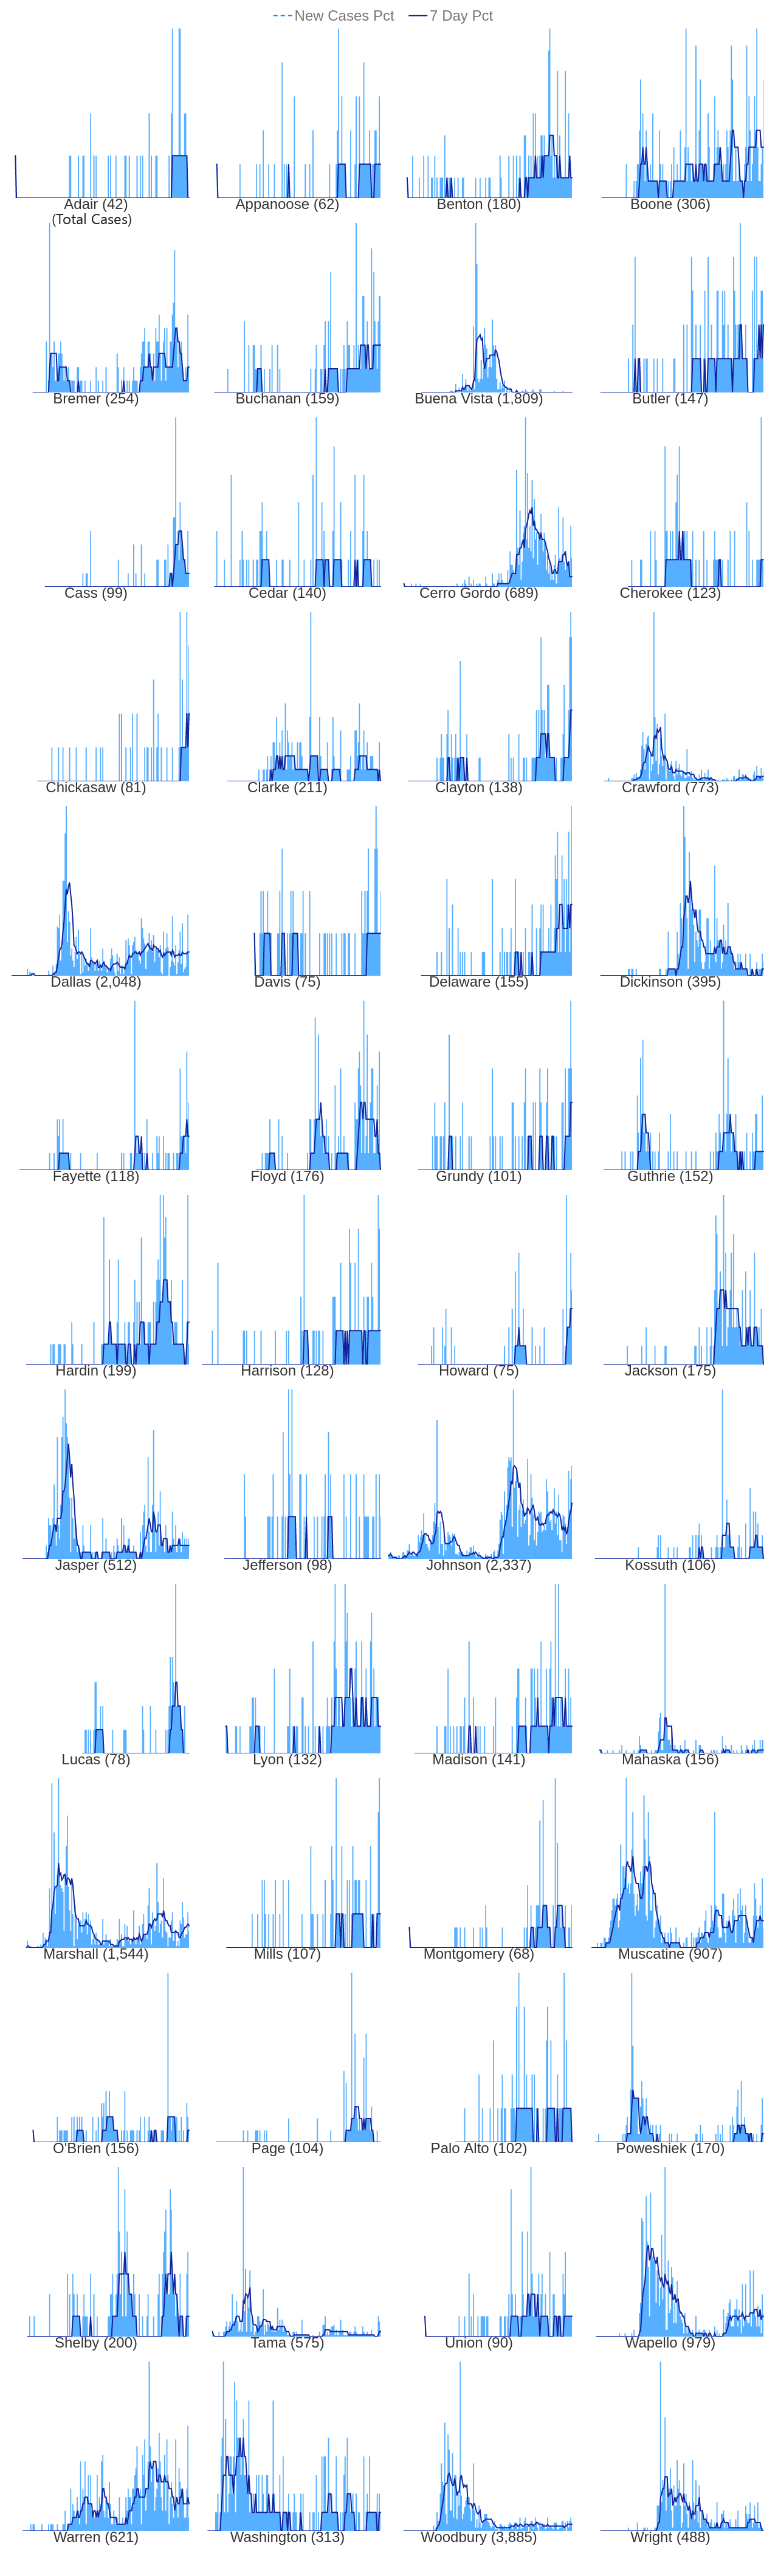 New Cases Pct 7 Day Pct
Adair (42) Appanoose (62) Benton (180) Boone (306)
(Total Cases)
Bremer (254) Buchanan (159) Buena Vista (1,809) Butler (147)
Cass (99) Cedar (140) Cerro Gordo (689) Cherokee (123)
Chickasaw (81) Clarke (211) Clayton (138) Crawford (773)
Dallas (2,048) Davis (75) Delaware (155) Dickinson (395)
Fayette (118) Floyd (176) Grundy (101) Guthrie (152)
Hardin (199) Harrison (128) Howard (75) Jackson (175)
Jasper (512) Jefferson (98) Johnson (2,337) Kossuth (106)
Lucas (78) Lyon (132) Madison (141) Mahaska (156)
Marshall (1,544) Mills (107) Montgomery (68) Muscatine (907)
O'Brien (156) Page (104) Palo Alto (102) Poweshiek (170)
Shelby (200) Tama (575) Union (90) Wapello (979)
Warren (621) Washington (313) Woodbury (3,885) Wright (488)